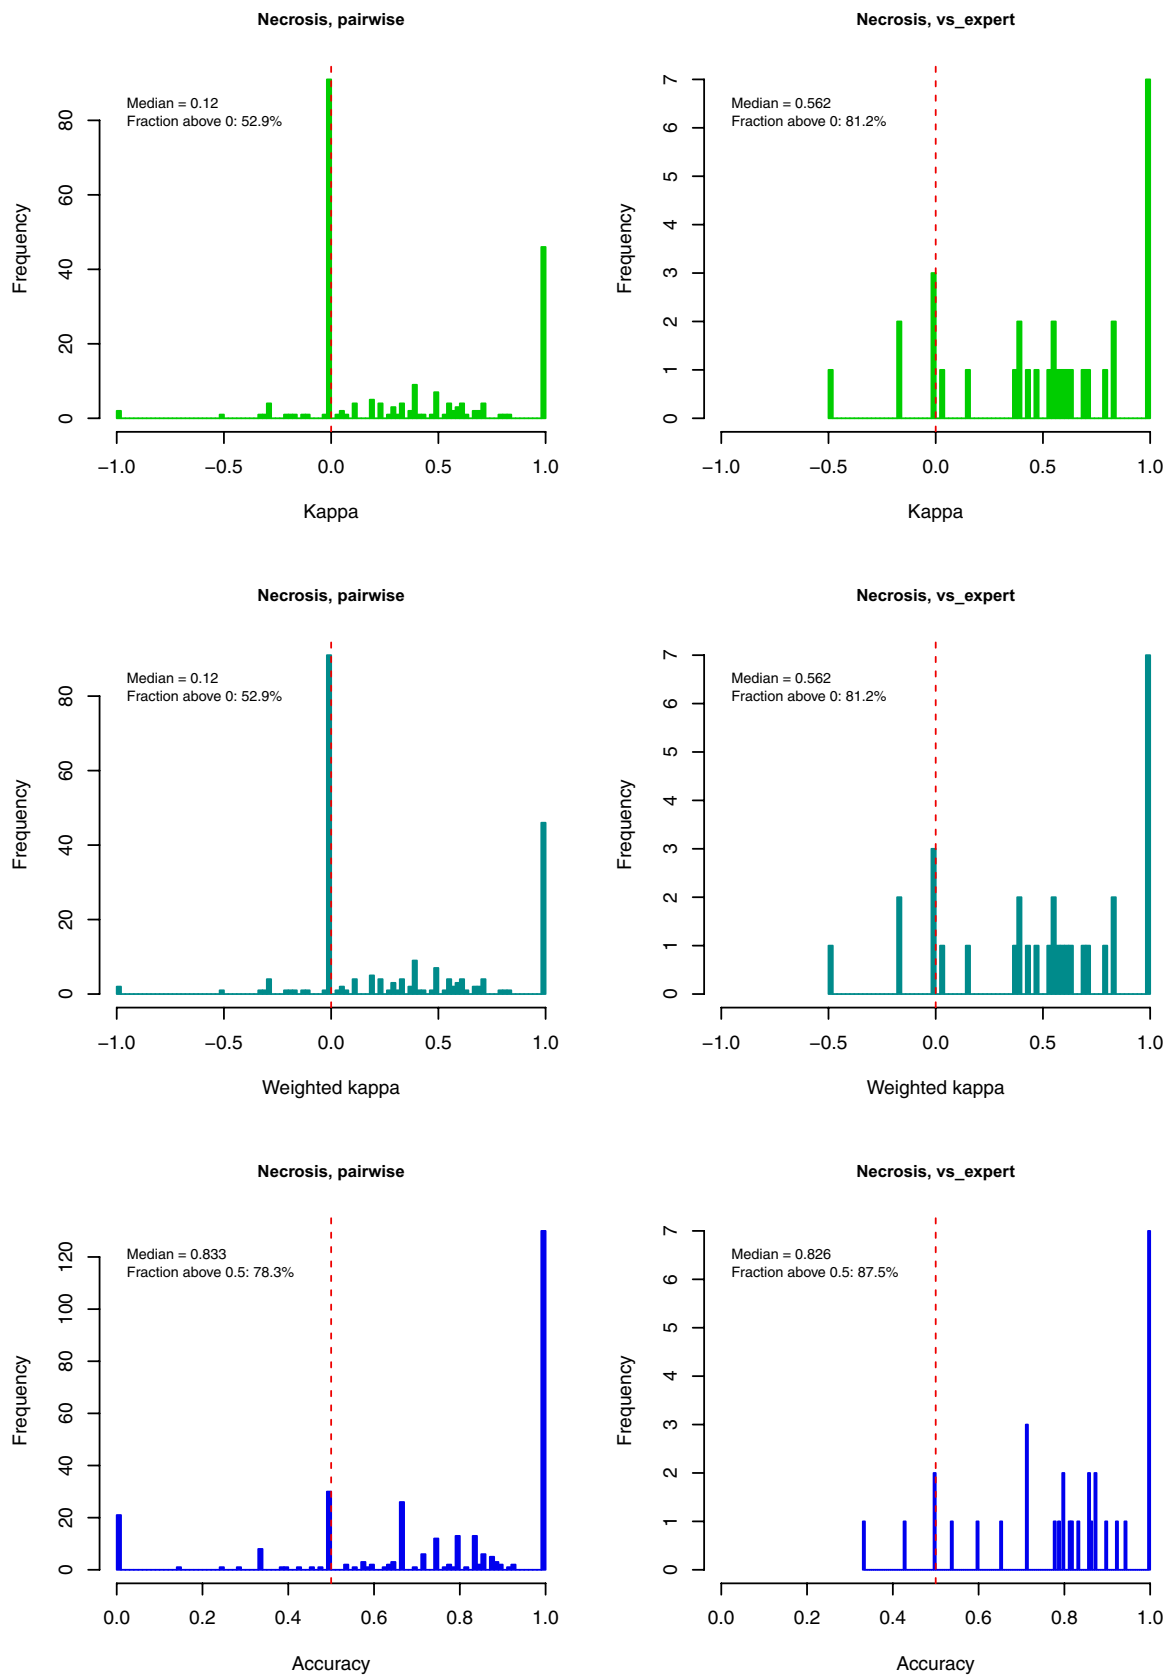 Necrosis, pairwise
Median = 0.12
Fraction above 0: 52.9%
Frequency
0 20 40 60 80
−1.0 −0.5 0.0 0.5 1.0
Kappa
Necrosis, vs_expert
Median = 0.562
Fraction above 0: 81.2%
Frequency
0 1 2 3 4 5 6 7
−1.0 −0.5 0.0 0.5 1.0
Kappa
Necrosis, pairwise
Median = 0.12
Fraction above 0: 52.9%
Frequency
0 20 40 60 80
−1.0 −0.5 0.0 0.5 1.0
Weighted kappa
Necrosis, vs_expert
Median = 0.562
Fraction above 0: 81.2%
Frequency
0 1 2 3 4 5 6 7
−1.0 −0.5 0.0 0.5 1.0
Weighted kappa
Necrosis, pairwise
Median = 0.833
Fraction above 0.5: 78.3%
Frequency
0 20 40 60 80 100 120
0.0 0.2 0.4 0.6 0.8 1.0
Accuracy
Necrosis, vs_expert
Median = 0.826
Fraction above 0.5: 87.5%
Frequency
0 1 2 3 4 5 6 7
0.0 0.2 0.4 0.6 0.8 1.0
Accuracy